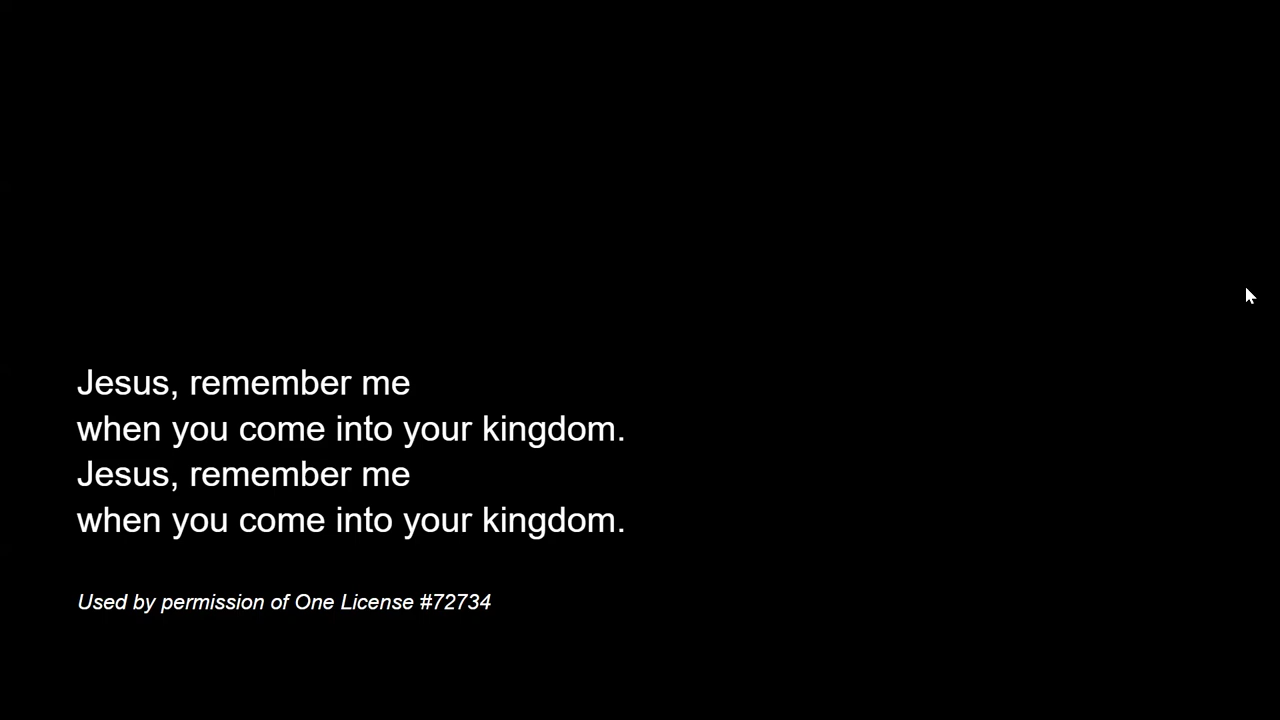 Jesus, remember me
when you come into your kingdom.
Jesus, remember me
when you come into your kingdom.
Used by permission of One License #72734